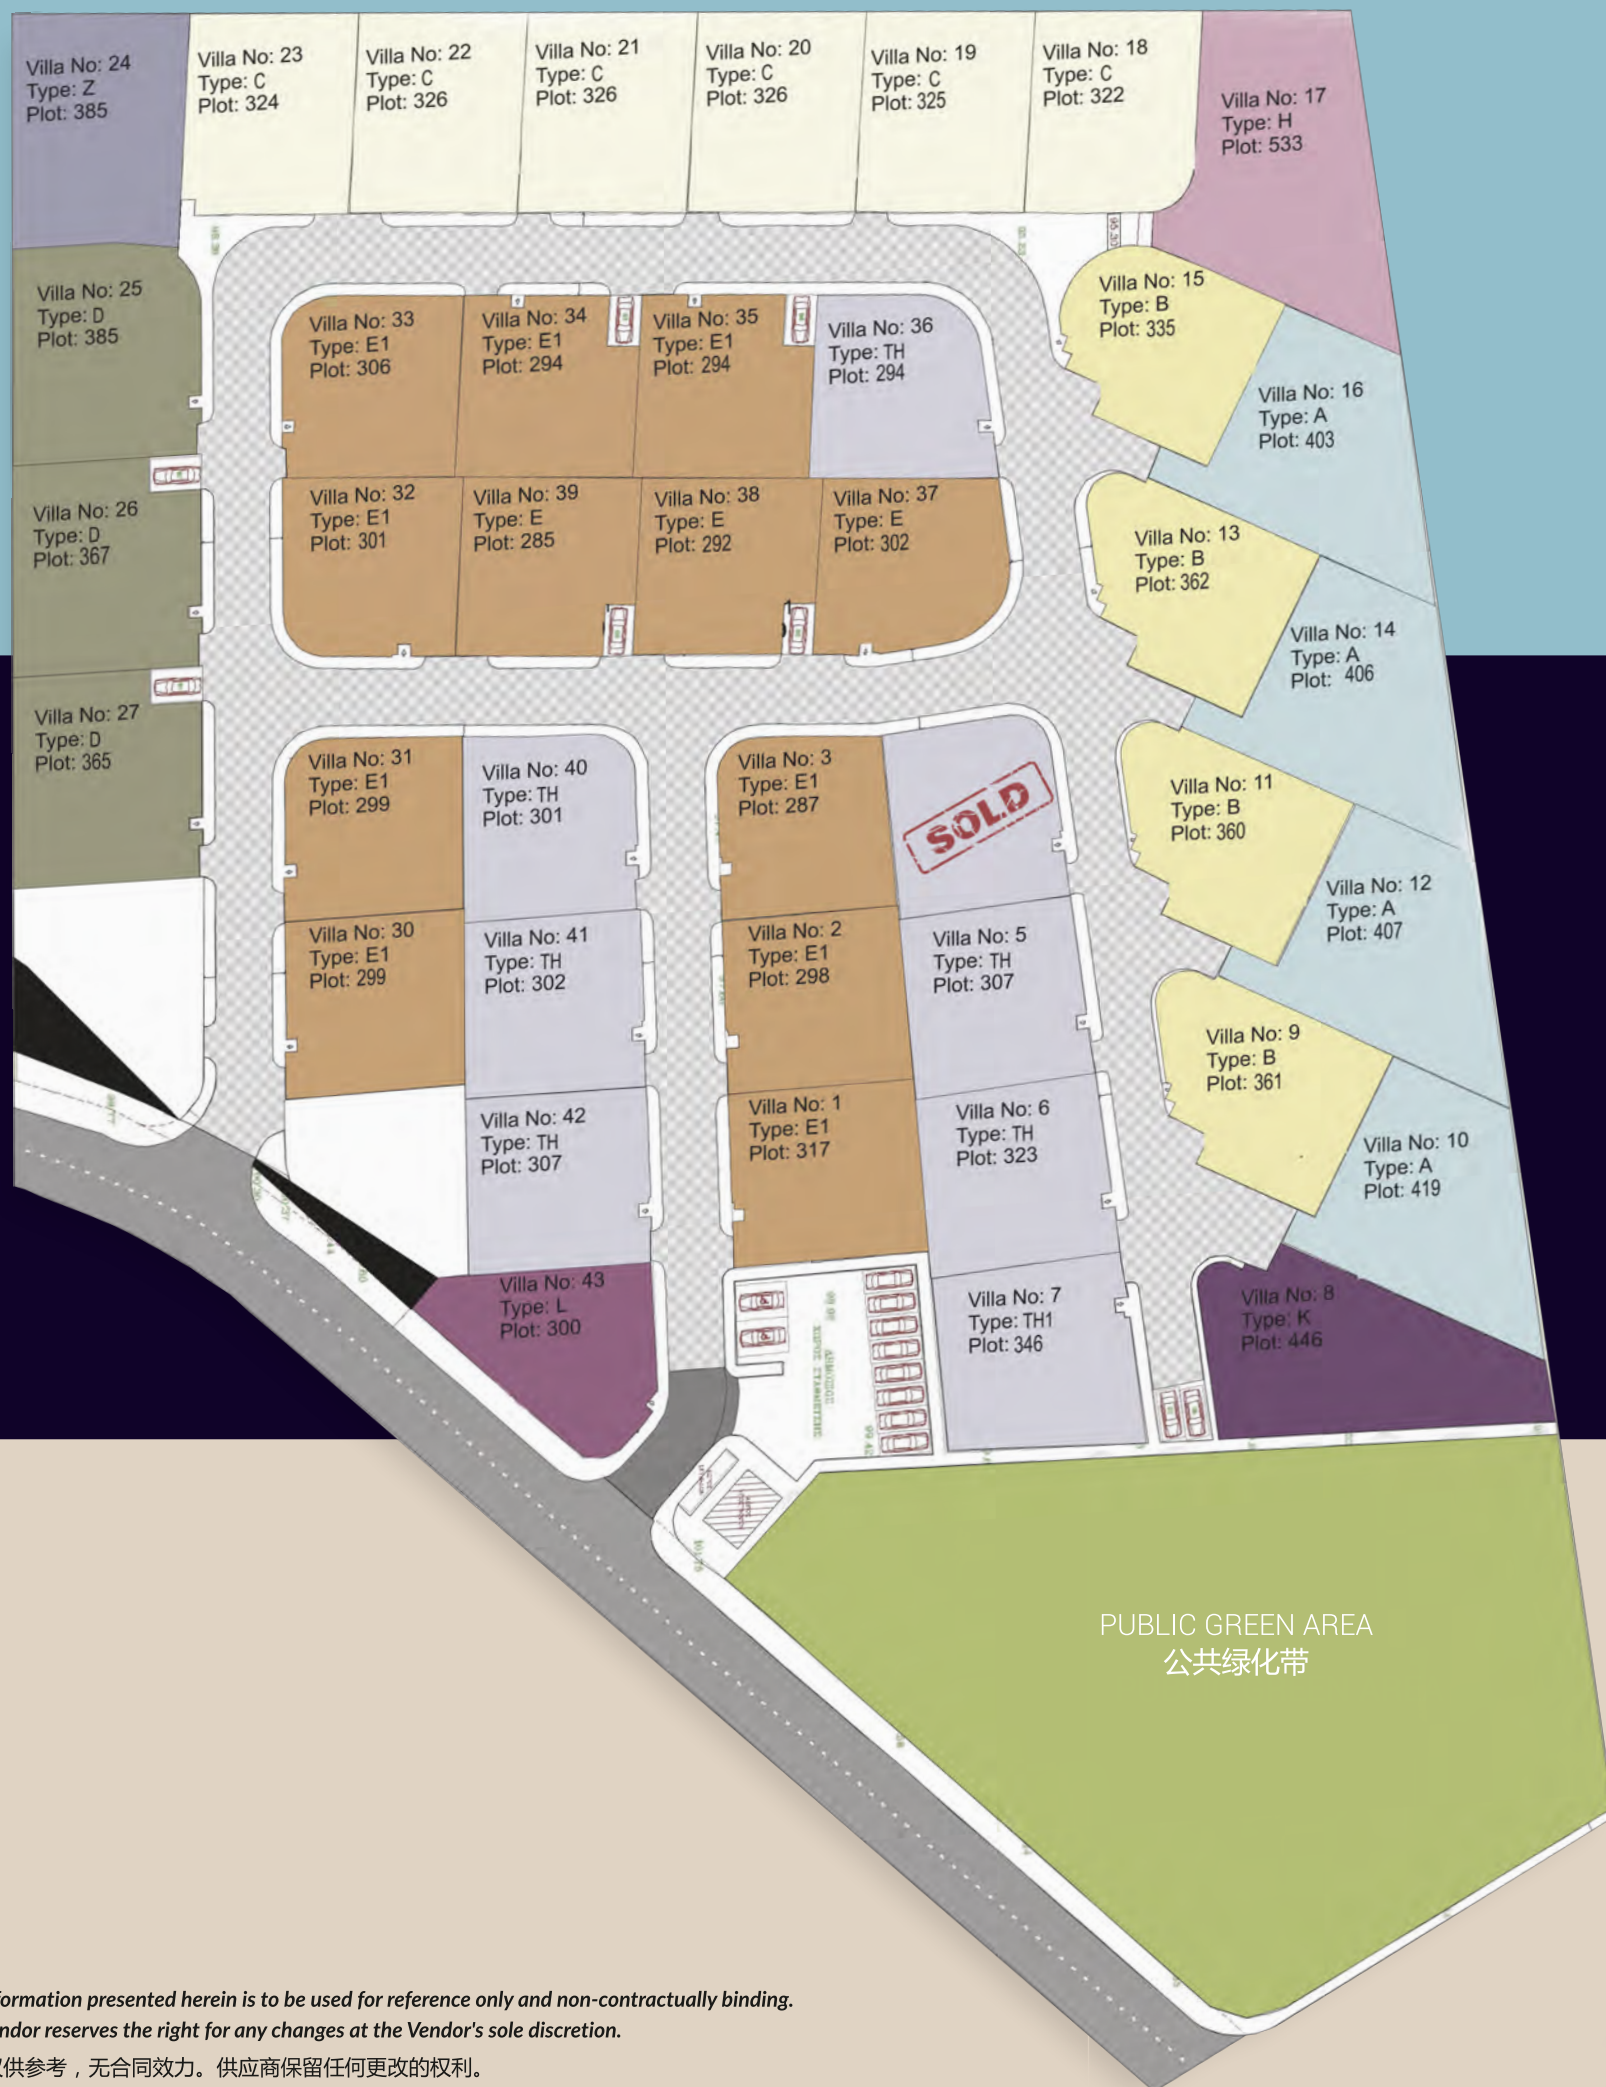 Villa No: 24
Type: Z
Plot: 385
Villa No: 23
Type: C
Plot: 324
Villa No: 22
Type: C
Plot: 326
Villa No: 21
Type: C
Plot: 326
Villa No: 20
Type: C
Plot: 326
Villa No: 19
Type: C
Plot: 325
Villa No: 18
Type: C
Plot: 322
Villa No: 17
Type: H
Plot: 533
Villa No: 25
Type: D
Plot: 385
Villa No: 33
Type: E1
Plot: 306
Villa No: 34
Type: E1
Plot: 294
Villa No: 35
Type: E1
Plot: 294
Villa No: 36
Type: TH
Plot: 294
Villa No: 15
Type: B
Plot: 335
Villa No: 16
Type: A
Plot: 403
Villa No: 26
Type: D
Plot: 367
Villa No: 32
Type: E1
Plot: 301
Villa No: 39
Type: E
Plot: 285
Villa No: 38
Type: E
Plot: 292
Villa No: 37
Type: E
Plot: 302
Villa No: 13
Type: B
Plot: 362
Villa No: 14
Type: A
Plot: 406
Villa No: 27
Type: D
Plot: 365
Villa No: 31
Type: E1
Plot: 299
Villa No: 40
Type: TH
Plot: 301
Villa No: 3
Type: E1
Plot: 287
SOLD
Villa No: 11
Type: B
Plot: 360
Villa No: 12
Type: A
Plot: 407
Villa No: 30
Type: E1
Plot: 299
Villa No: 41
Type: TH
Plot: 302
Villa No: 2
Type: E1
Plot: 298
Villa No: 5
Type: TH
Plot: 307
Villa No: 9
Type: B
Plot: 361
Villa No: 10
Type: A
Plot: 419
Villa No: 42
Type: TH
Plot: 307
Villa No: 1
Type: E1
Plot: 317
Villa No: 6
Type: TH
Plot: 323
Villa No: 43
Type: L
Plot: 300
Villa No: 7
Type: TH1
Plot: 346
Villa No: 8
Type: K
Plot: 446
PUBLIC GREEN AREA
公共绿化带
formation presented herein is to be used for reference only and non-contractually binding.
ndor reserves the right for any changes at the Vendor's sole discretion.
供参考，无合同效力。供应商保留任何更改的权利。